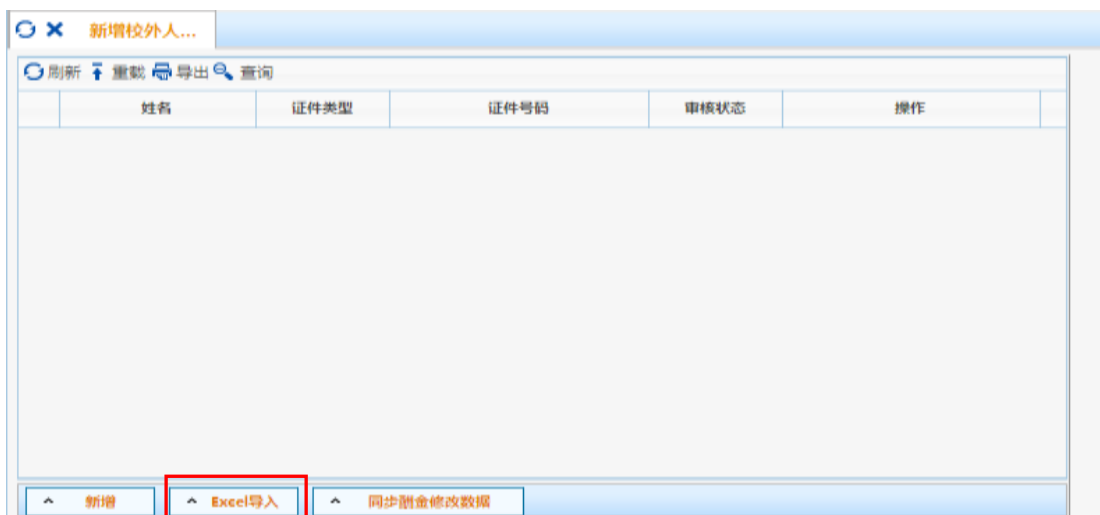 新增校外人...
刷新 重载 导出 查询
姓名 证件类型 证件号码 审核状态 操作
新增 Excel导入 同步酬金修改数据